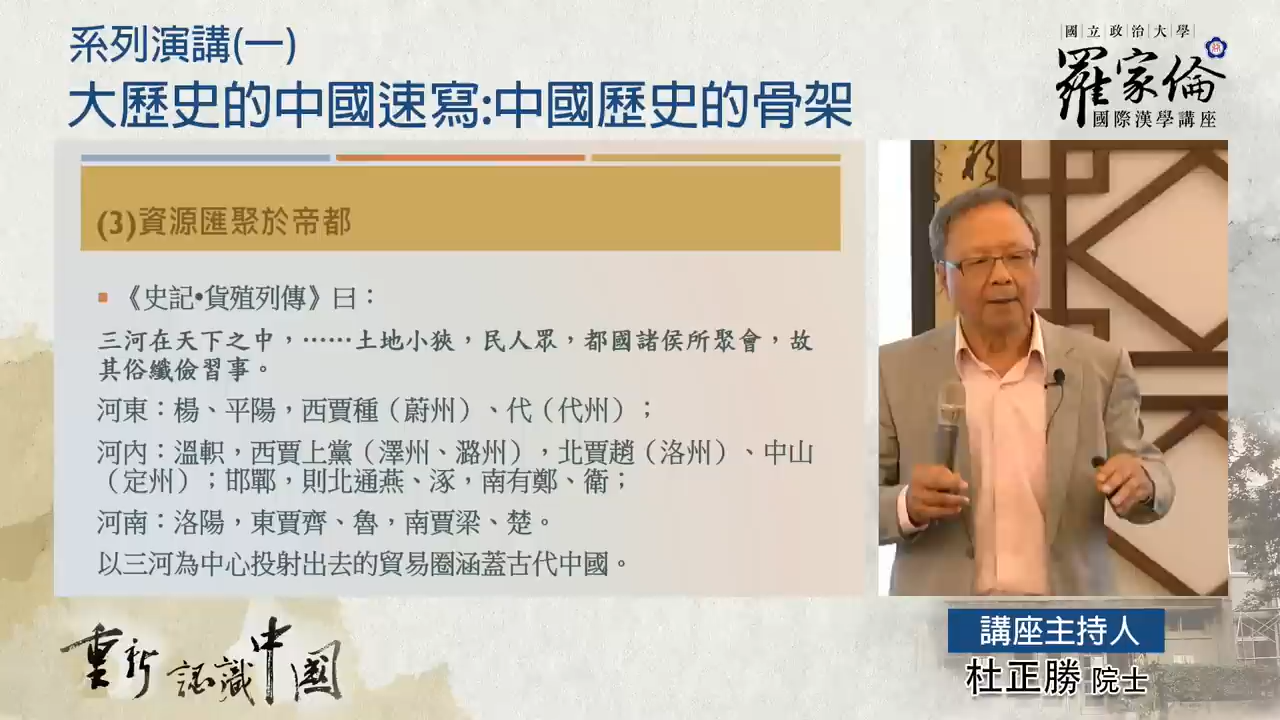 系列演講(一)
大歷史的中國速寫:中國歷史的骨架
國立政治大學
羅家倫
國際漢學講座
(3)資源匯聚於帝都
《史記•貨殖列傳》曰：
三河在天下之中，……土地小狹，民人眾，都國諸侯所聚會，故
其俗纖儉習事。
河東：楊、平陽，西賈種（蔚州）、代（代州）；
河內：溫軹，西賈上黨（澤州、潞州），北賈趙（洛州）、中山
（定州）；邯鄲，則北通燕、涿，南有鄭、衛；
河南：洛陽，東賈齊、魯，南賈梁、楚。
以三河為中心投射出去的貿易圈涵蓋古代中國。
重新認識中國
講座主持人
杜正勝 院士